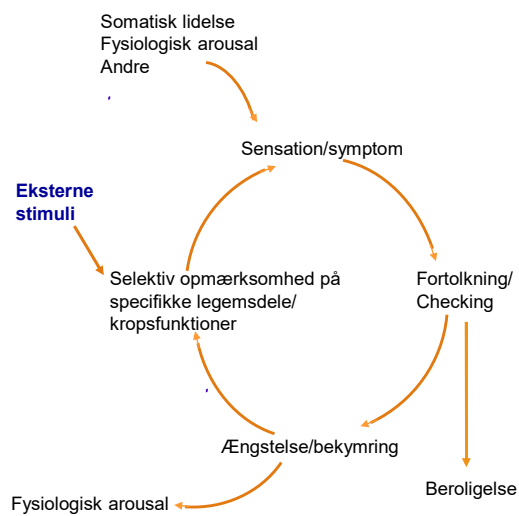 Somatisk lidelse
Fysiologisk arousal
Andre
Sensation/symptom
Eksterne
stimuli
Selektiv opmærksomhed på
specifikke legemsdele/
kropsfunktioner
Fortolkning/
Checking
Ængstelse/bekymring
Beroligelse
Fysiologisk arousal